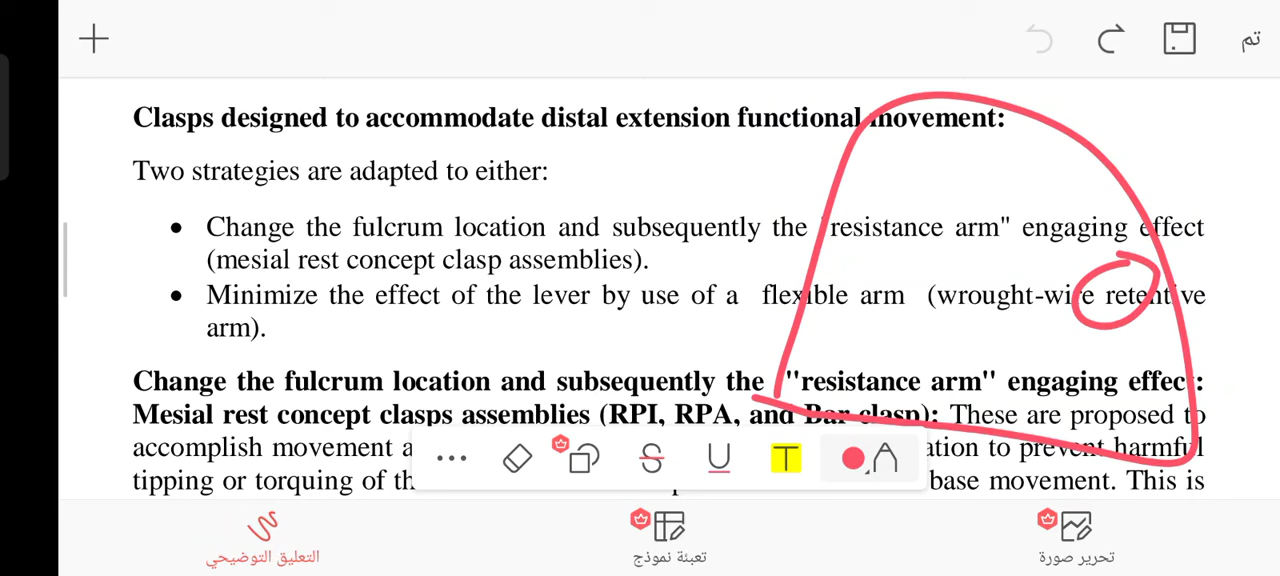 تم
Clasps designed to accommodate distal extension functional movement:
Two strategies are adapted to either:
• Change the fulcrum location and subsequently the "resistance arm" engaging effect
(mesial rest concept clasp assemblies).
• Minimize the effect of the lever by use of a flexible arm (wrought-wire retentive
arm).
Change the fulcrum location and subsequently the "resistance arm" engaging effect:
Mesial rest concept clasps assemblies (RPI, RPA, and Bar clasp): These are proposed to
accomplish movement ation to prevent harmful
tipping or torquing of base movement. This is
التعليق التوضيحي
تعبئة نموذج
تحرير صورة